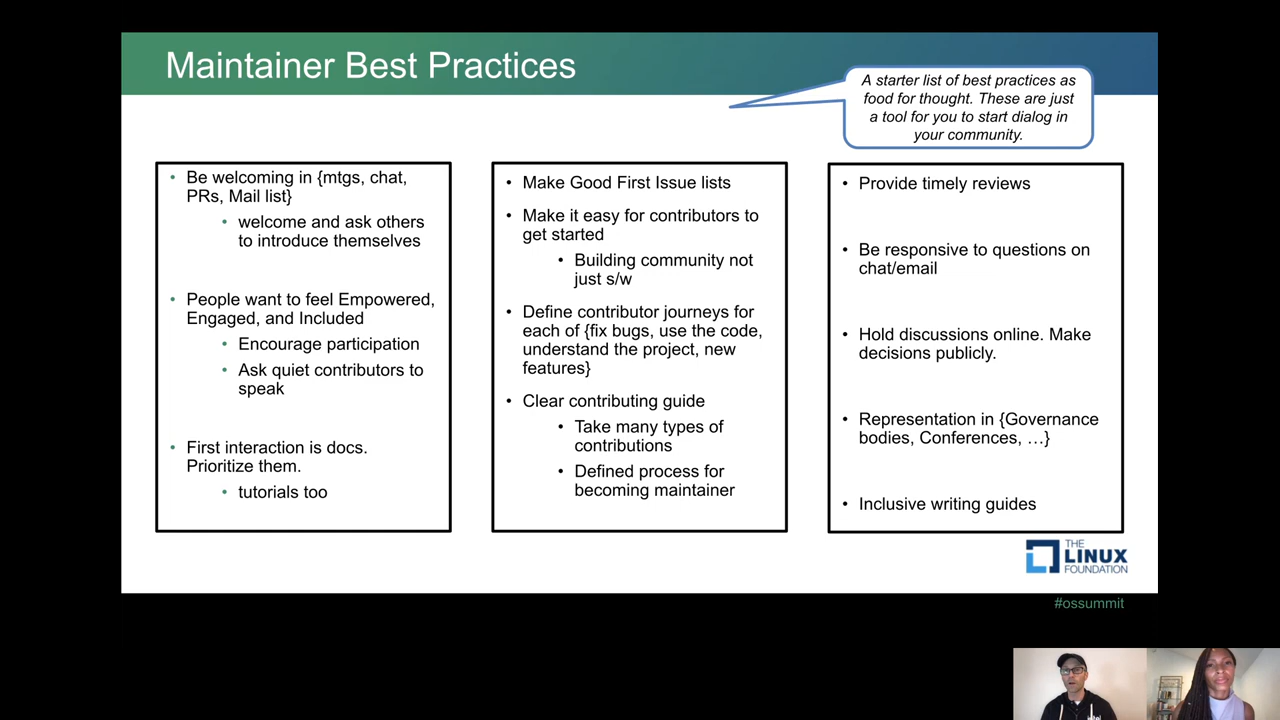 Maintainer Best Practices
A starter list of best practices as
food for thought. These are just
a tool for you to start dialog in
your community.
• Be welcoming in {mtgs, chat,
PRs, Mail list}
• welcome and ask others
to introduce themselves
• People want to feel Empowered,
Engaged, and Included
• Encourage participation
• Ask quiet contributors to
speak
• First interaction is docs.
Prioritize them.
• tutorials too
• Make Good First Issue lists
• Make it easy for contributors to
get started
• Building community not
just s/w
• Define contributor journeys for
each of {fix bugs, use the code,
understand the project, new
features}
• Clear contributing guide
• Take many types of
contributions
• Defined process for
becoming maintainer
• Provide timely reviews
• Be responsive to questions on
chat/email
• Hold discussions online. Make
decisions publicly.
• Representation in {Governance
bodies, Conferences, …}
• Inclusive writing guides
THE
LINUX
FOUNDATION
#ossummit